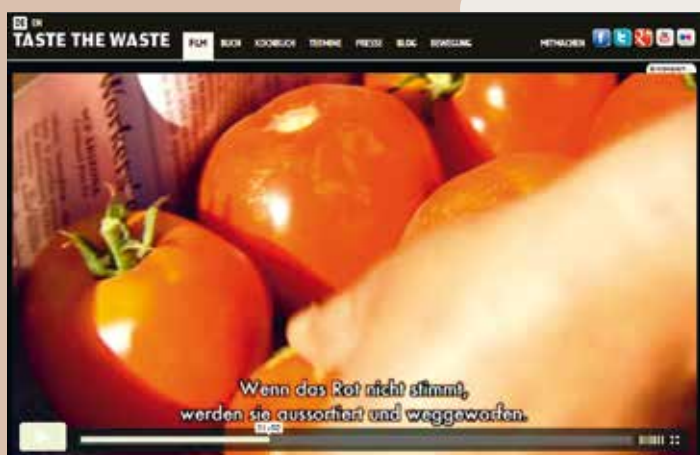 DE EN
TASTE THE WASTE FILM BUCH KOCHBUCH TERMINE PRESSE BLOG BEWEGUNG MITMACHEN
Wenn das Rot nicht stimmt,
werden sie aussortiert und weggeworfen.